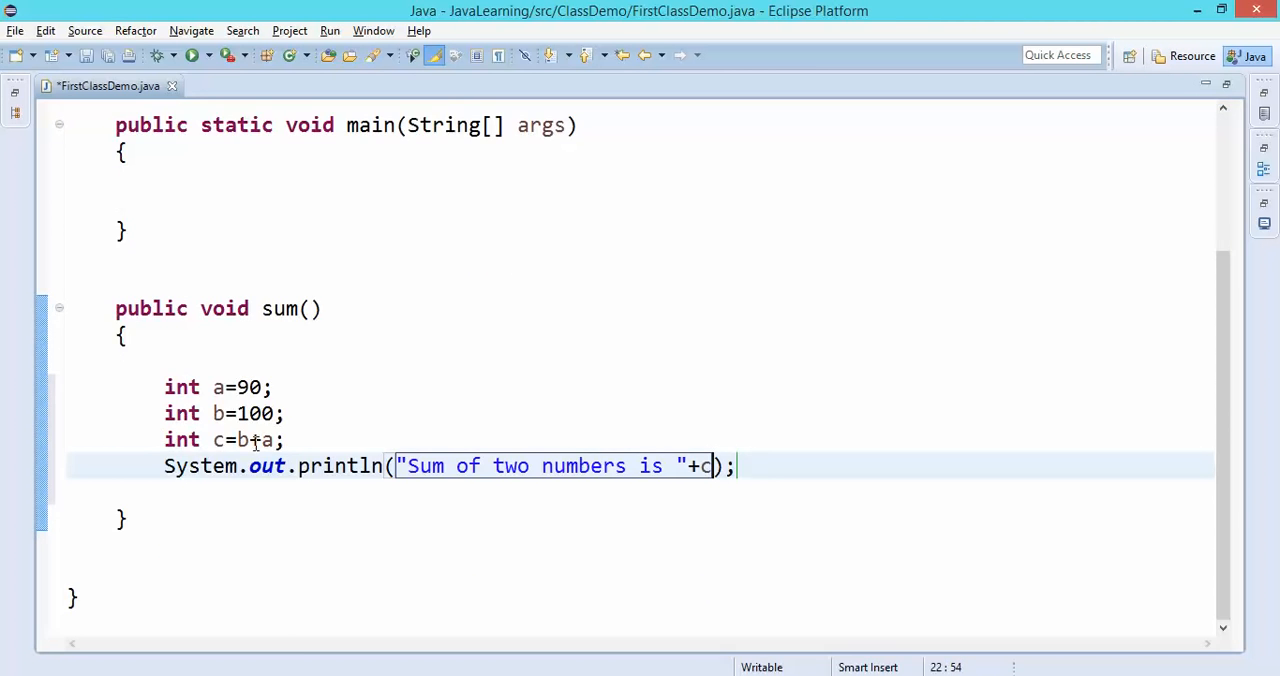 Java - JavaLearning/src/ClassDemo/FirstClassDemo.java - Eclipse Platform
File Edit Source Refactor Navigate Search Project Run Window Help
Quick Access Resource Java
*FirstClassDemo.java
public static void main(String[] args)
{
}
public void sum()
{
int a=90;
int b=100;
int c=b+a;
System.out.println("Sum of two numbers is "+c);
}
}
Writable Smart Insert 22 : 54